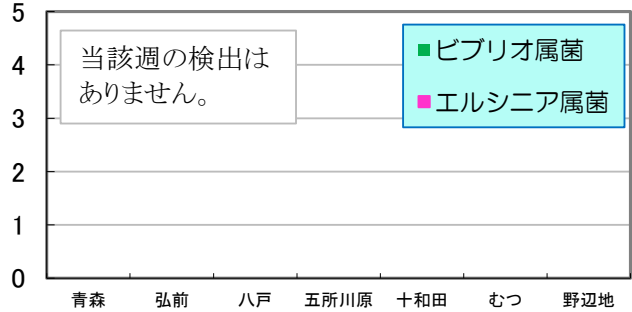 5
4
3
2
1
0
当該週の検出は
ありません。
ビブリオ属菌
エルシニア属菌
青森 弘前 八戸 五所川原 十和田 むつ 野辺地